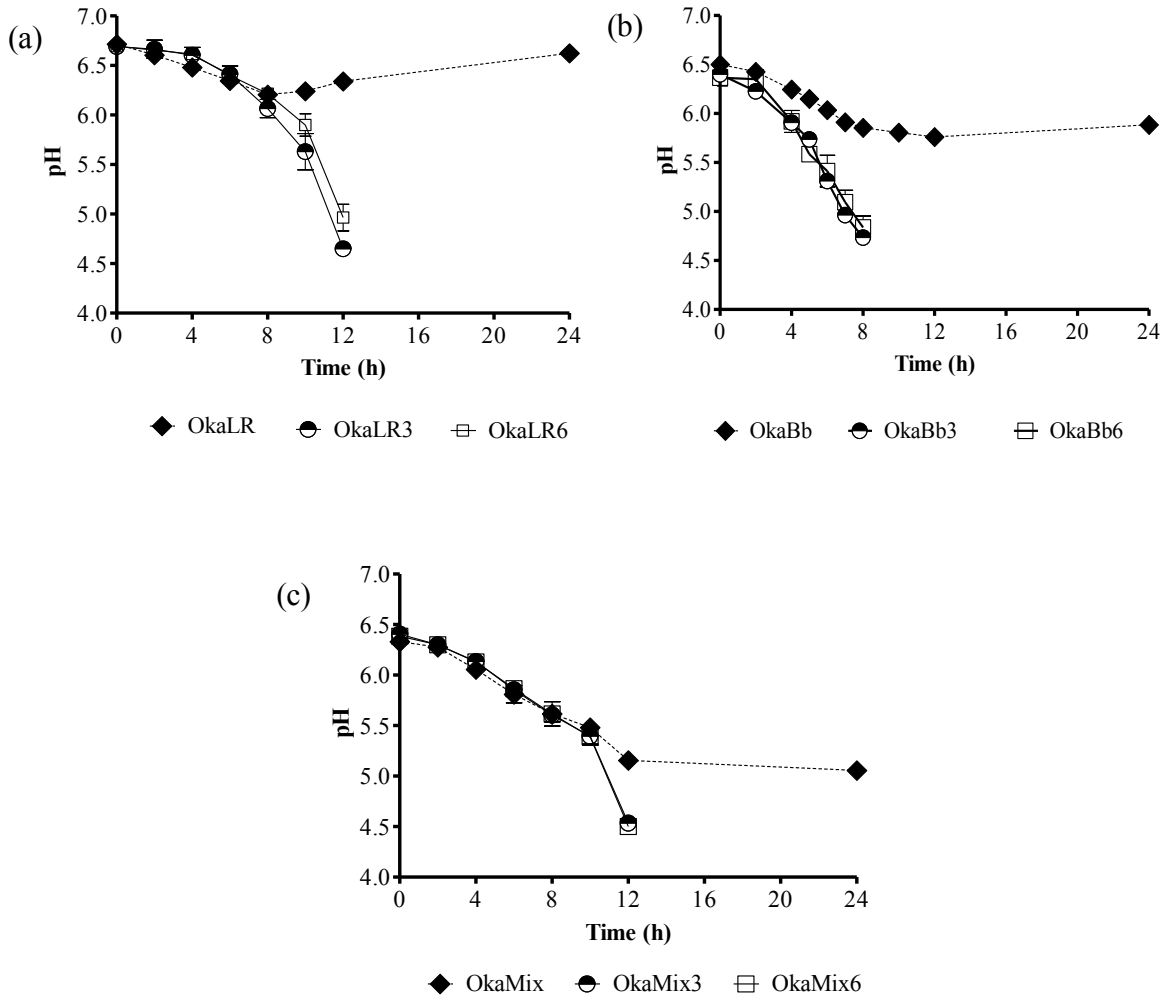 (a)
7.0
6.5
6.0
5.5
5.0
4.5
4.0
pH
0 4 8 12 16 20 24
Time (h)
OkaLR OkaLR3 OkaLR6
(b)
7.0
6.5
6.0
5.5
5.0
4.5
4.0
pH
0 4 8 12 16 20 24
Time (h)
OkaBb OkaBb3 OkaBb6
(c)
7.0
6.5
6.0
5.5
5.0
4.5
4.0
pH
0 4 8 12 16 20 24
Time (h)
OkaMix OkaMix3 OkaMix6